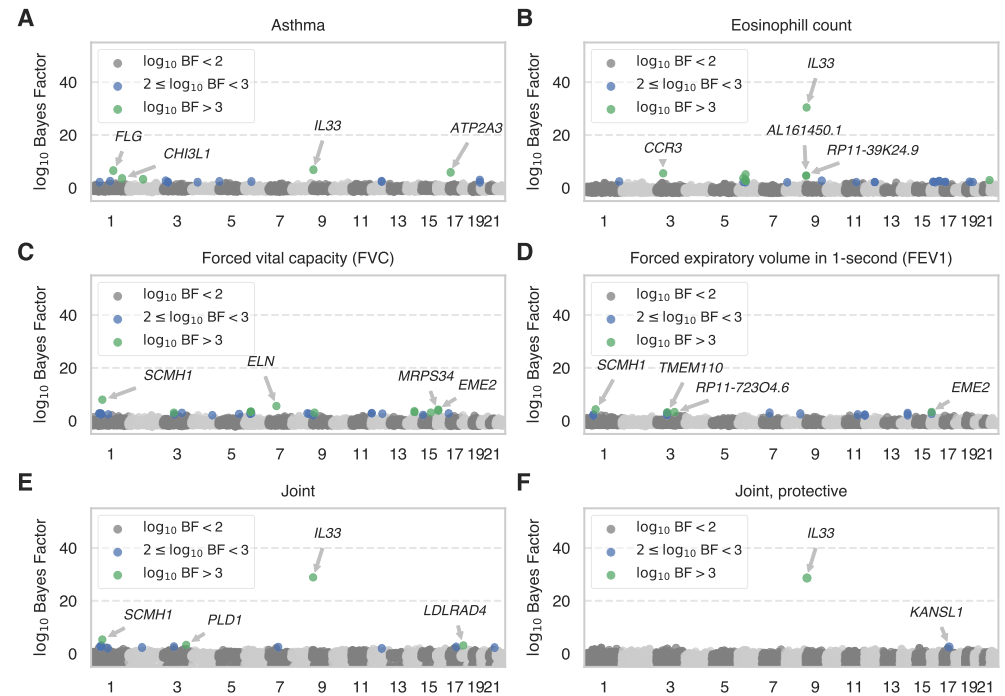 A
Asthma
log10 Bayes Factor
40
20
0
log10 BF < 2
2 ≤ log10 BF < 3
log10 BF > 3
FLG
CHI3L1
IL33
ATP2A3
1 3 5 7 9 11 13 15 17 19 21
B
Eosinophill count
log10 Bayes Factor
40
20
0
log10 BF < 2
2 ≤ log10 BF < 3
log10 BF > 3
IL33
AL161450.1
CCR3
RP11-39K24.9
1 3 5 7 9 11 13 15 17 19 21
C
Forced vital capacity (FVC)
log10 Bayes Factor
40
20
0
log10 BF < 2
2 ≤ log10 BF < 3
log10 BF > 3
SCMH1
ELN
MRPS34
EME2
1 3 5 7 9 11 13 15 17 19 21
D
Forced expiratory volume in 1-second (FEV1)
log10 Bayes Factor
40
20
0
log10 BF < 2
2 ≤ log10 BF < 3
log10 BF > 3
SCMH1
TMEM110
RP11-723O4.6
EME2
1 3 5 7 9 11 13 15 17 19 21
E
Joint
log10 Bayes Factor
40
20
0
log10 BF < 2
2 ≤ log10 BF < 3
log10 BF > 3
IL33
SCMH1
PLD1
LDLRAD4
1 3 5 7 9 11 13 15 17 19 21
F
Joint, protective
log10 Bayes Factor
40
20
0
log10 BF < 2
2 ≤ log10 BF < 3
log10 BF > 3
IL33
KANSL1
1 3 5 7 9 11 13 15 17 19 21